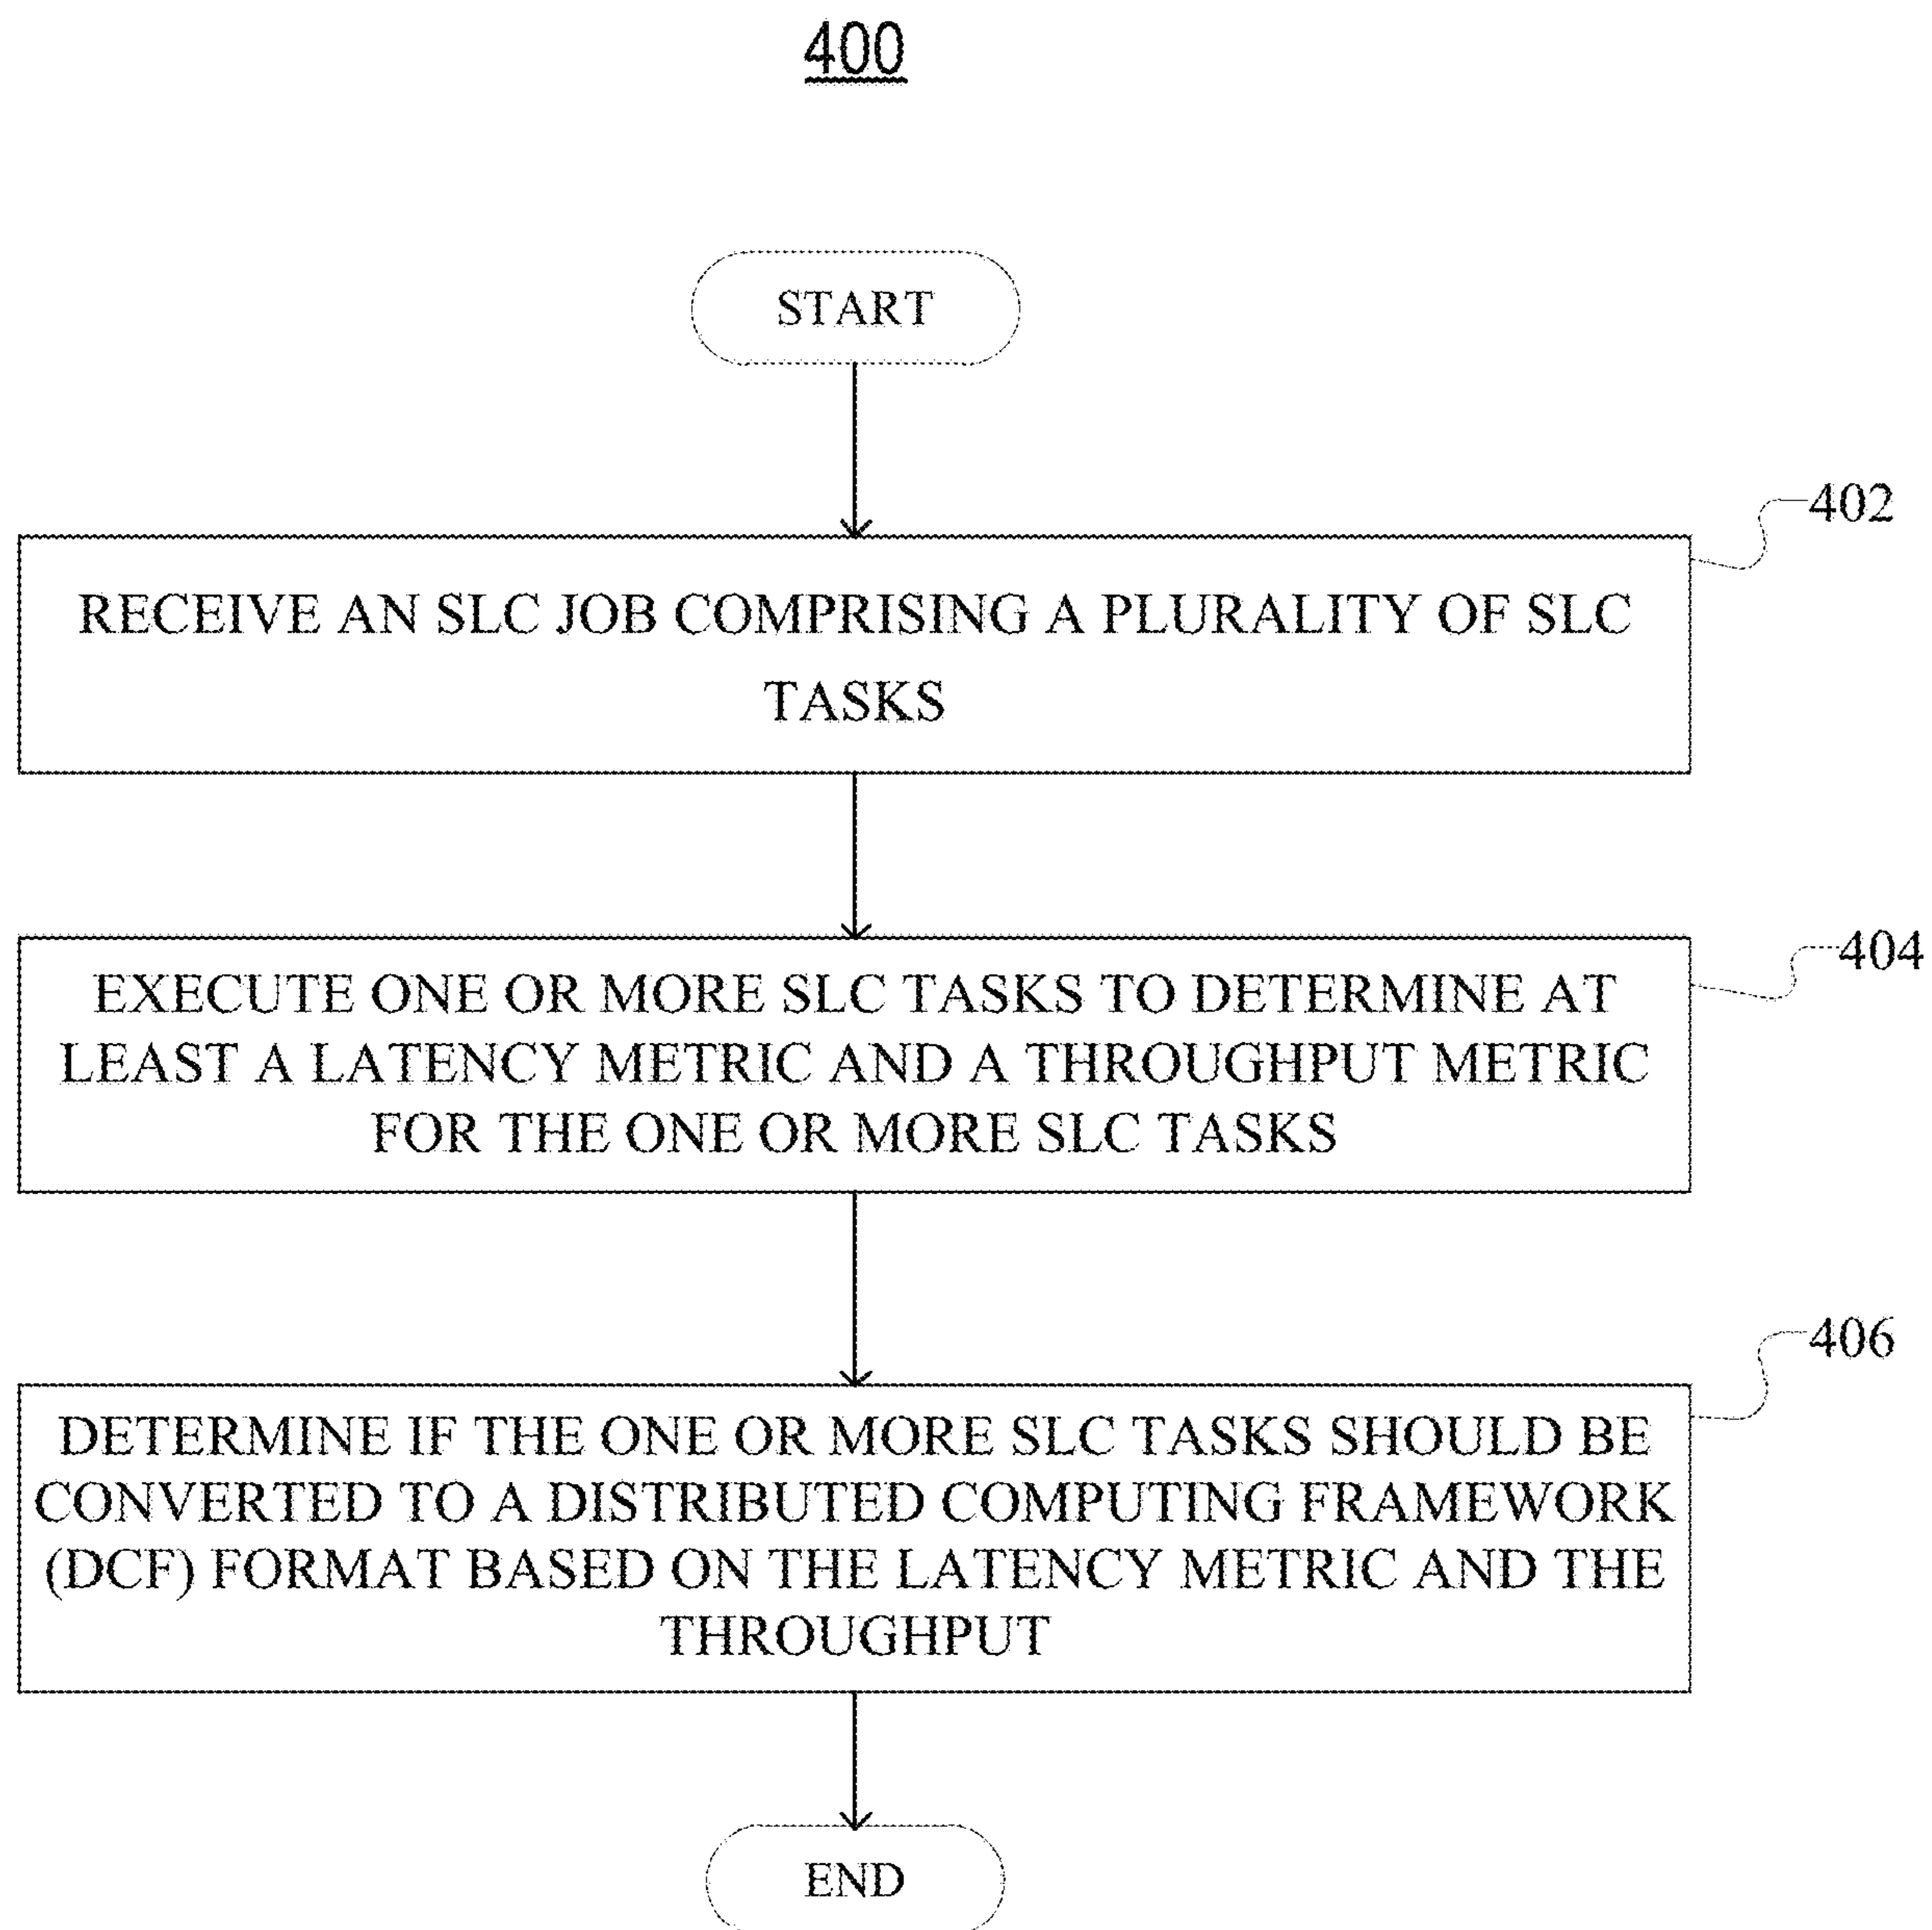 400
START
402
RECEIVE AN SLC JOB COMPRISING A PLURALITY OF SLC
TASKS
404
EXECUTE ONE OR MORE SLC TASKS TO DETERMINE AT
LEAST A LATENCY METRIC AND A THROUGHPUT METRIC
FOR THE ONE OR MORE SLC TASKS
406
DETERMINE IF THE ONE OR MORE SLC TASKS SHOULD BE
CONVERTED TO A DISTRIBUTED COMPUTING FRAMEWORK
(DCF) FORMAT BASED ON THE LATENCY METRIC AND THE
THROUGHPUT
END